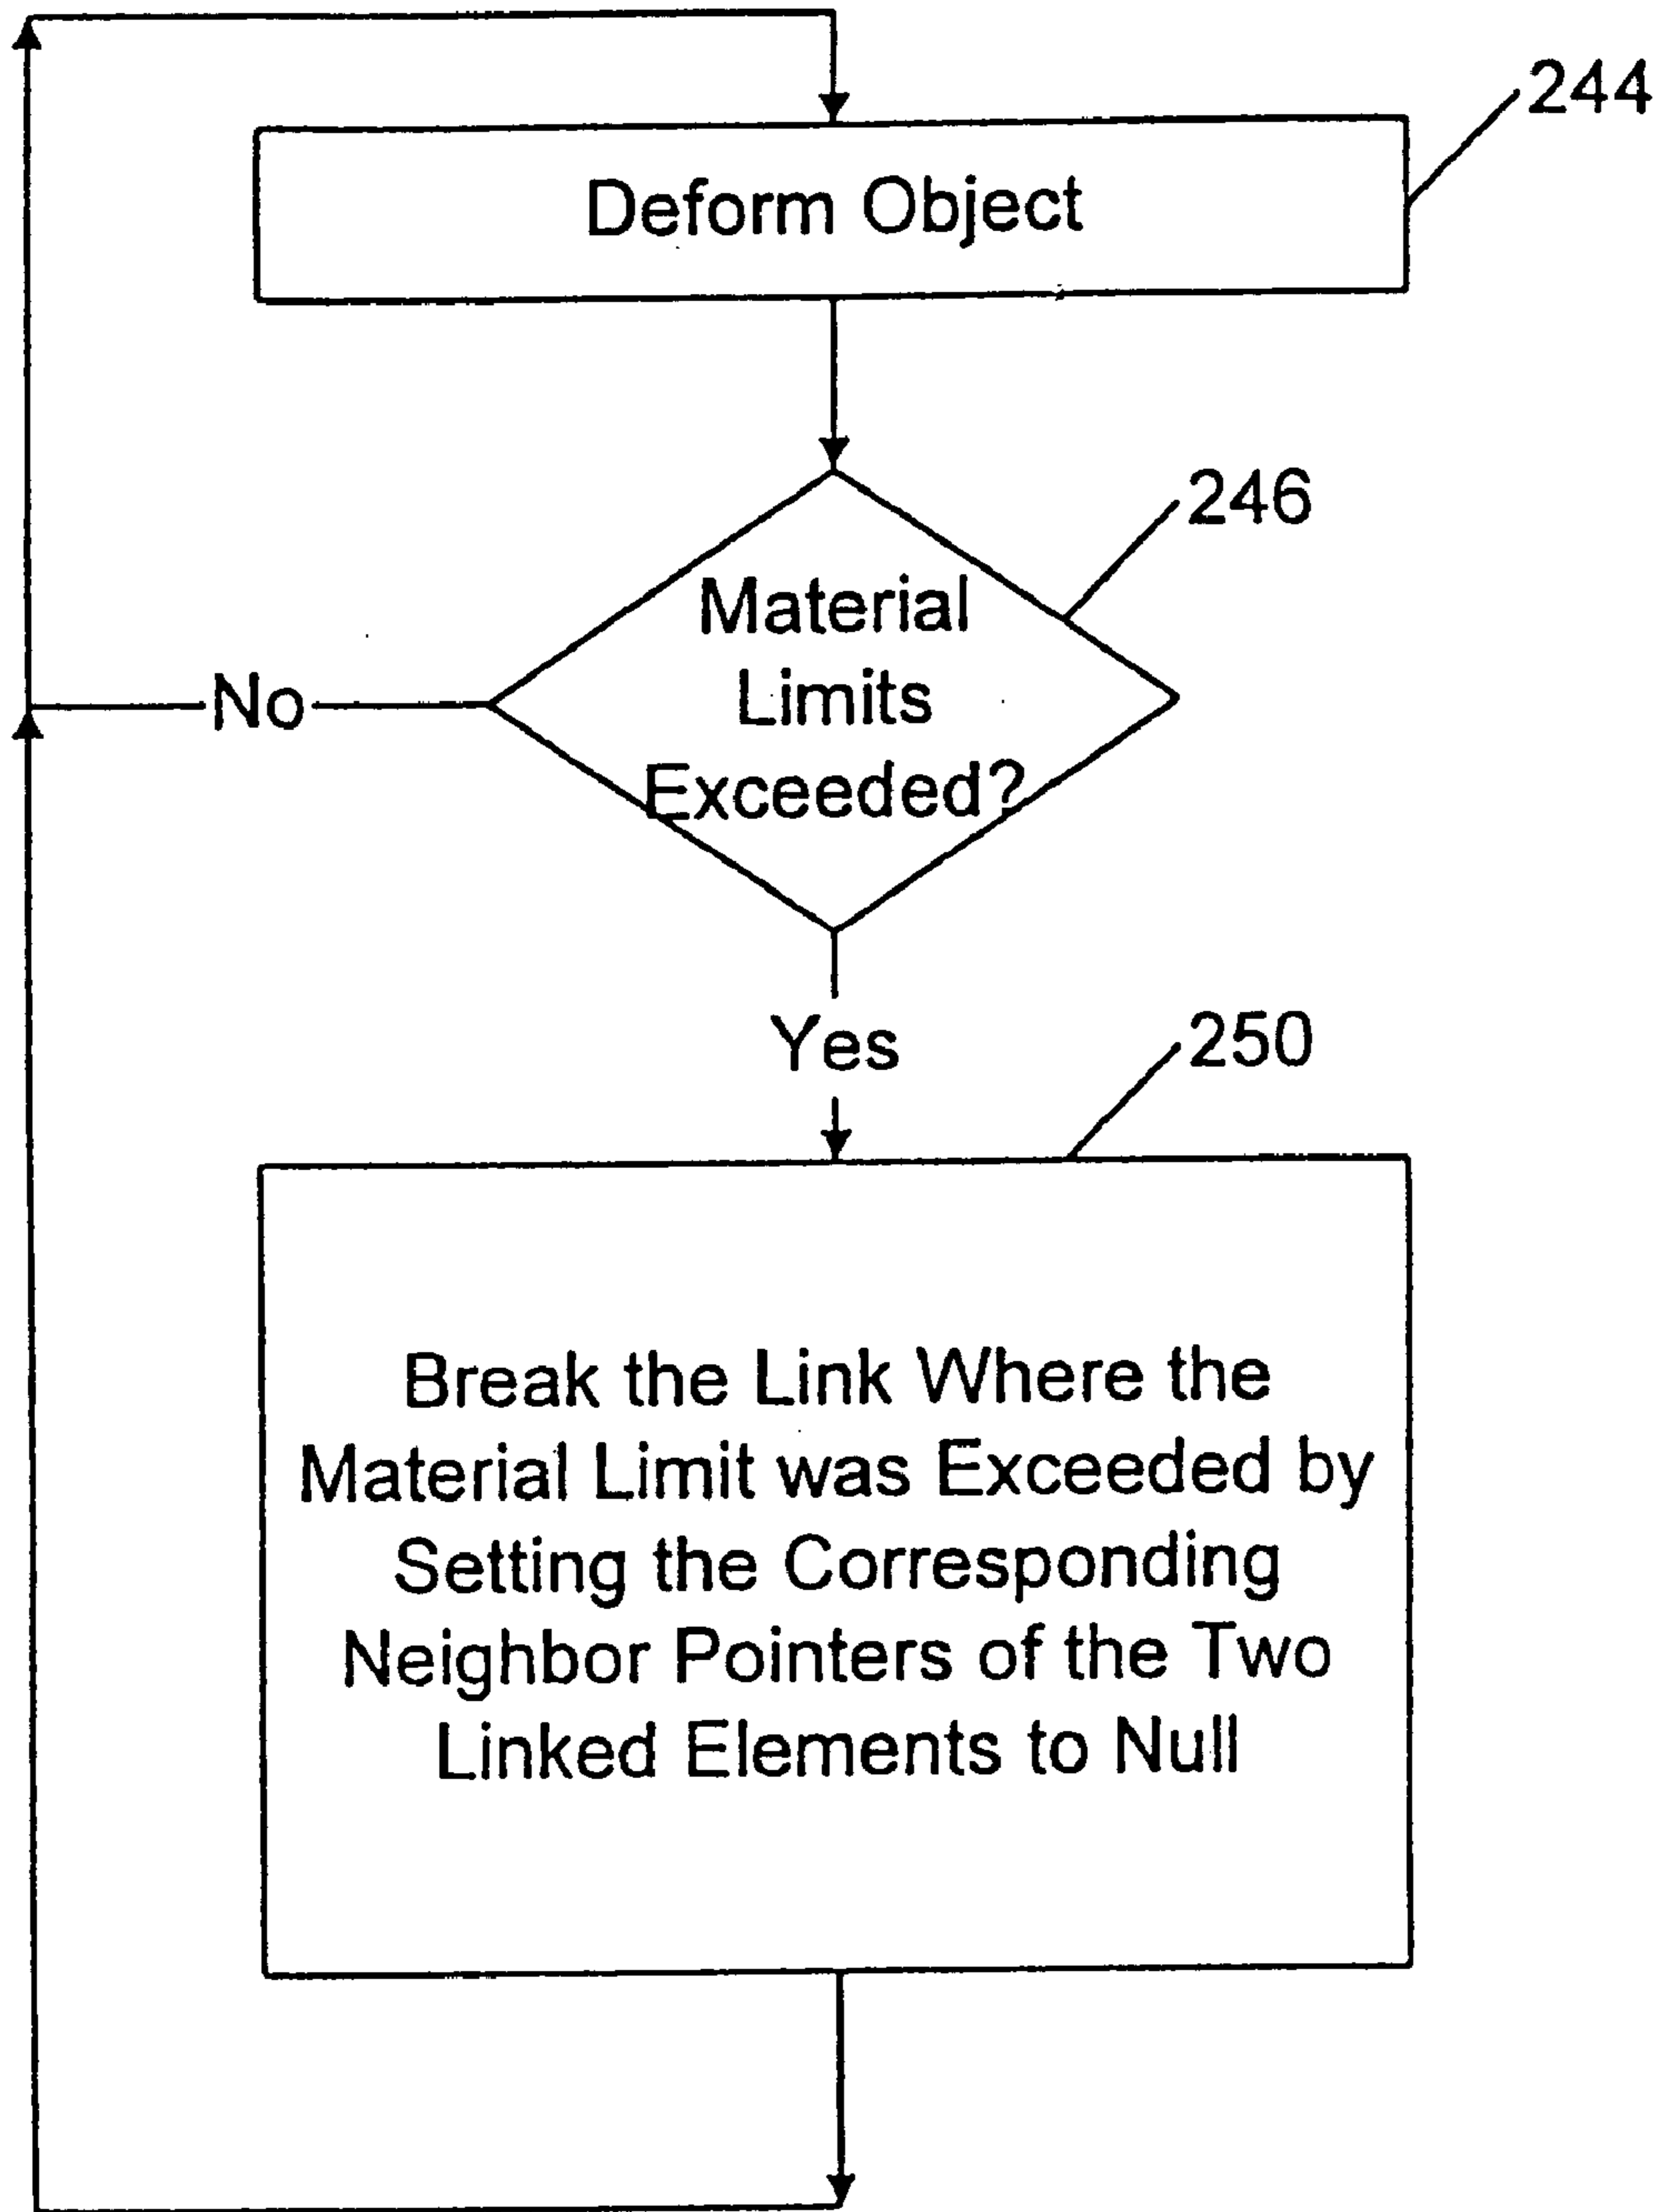 244
Deform Object
246
Material
Limits
Exceeded?
No
Yes
250
Break the Link Where the
Material Limit was Exceeded by
Setting the Corresponding
Neighbor Pointers of the Two
Linked Elements to Null